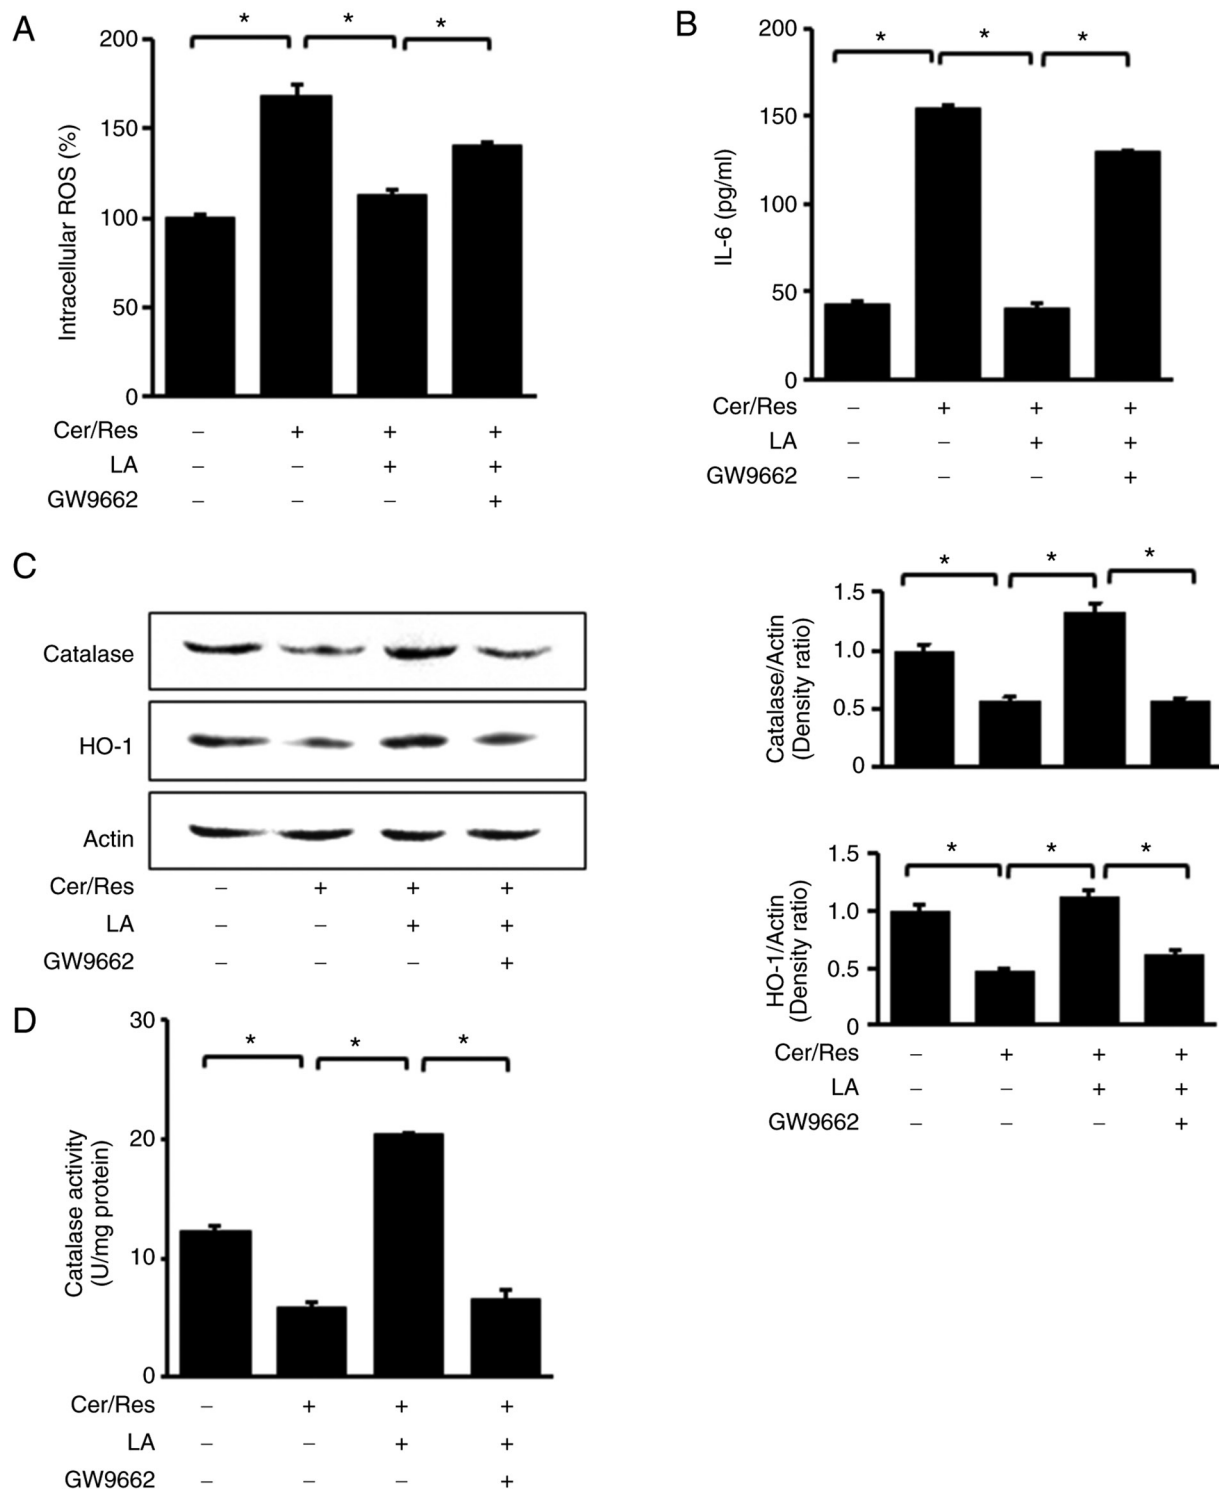 A
200
150
100
50
0
Intracellular ROS (%)
* * *
Cer/Res – + + +
LA – – + +
GW9662 – – – +
B
200
150
100
50
0
IL-6 (pg/ml)
* * *
Cer/Res – + + +
LA – – + +
GW9662 – – – +
C
Catalase
HO-1
Actin
Cer/Res – + + +
LA – – + +
GW9662 – – – +
* * *
1.5
1.0
0.5
0
Catalase/Actin
(Density ratio)
* * *
1.5
1.0
0.5
0
HO-1/Actin
(Density ratio)
Cer/Res – + + +
LA – – + +
GW9662 – – – +
D
30
20
10
0
Catalase activity
(U/mg protein)
* * *
Cer/Res – + + +
LA – – + +
GW9662 – – – +